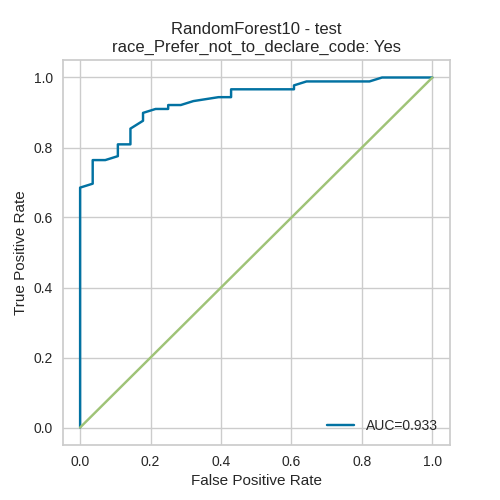 RandomForest10 - test
race_Prefer_not_to_declare_code: Yes
1.0
0.8
0.6
0.4
0.2
0.0
True Positive Rate
AUC=0.933
0.0 0.2 0.4 0.6 0.8 1.0
False Positive Rate